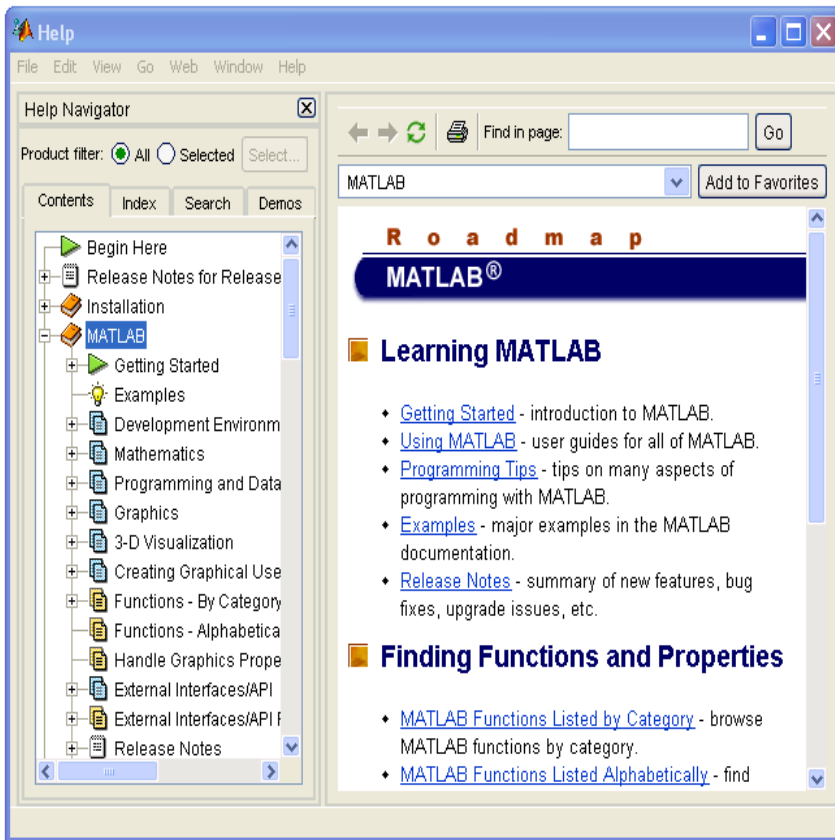 Help
File Edit View Go Web Window Help
Help Navigator
Product filter: All Selected Select...
Contents Index Search Demos
Begin Here
Release Notes for Release
Installation
MATLAB
Getting Started
Examples
Development Environm
Mathematics
Programming and Data
Graphics
3-D Visualization
Creating Graphical Use
Functions - By Category
Functions - Alphabetica
Handle Graphics Prope
External Interfaces/API
External Interfaces/API R
Release Notes
Find in page: Go
MATLAB Add to Favorites
Roadmap
MATLAB®
Learning MATLAB
• Getting Started - introduction to MATLAB.
• Using MATLAB - user guides for all of MATLAB.
• Programming Tips - tips on many aspects of
programming with MATLAB.
• Examples - major examples in the MATLAB
documentation.
• Release Notes - summary of new features, bug
fixes, upgrade issues, etc.
Finding Functions and Properties
• MATLAB Functions Listed by Category - browse
MATLAB functions by category.
• MATLAB Functions Listed Alphabetically - find